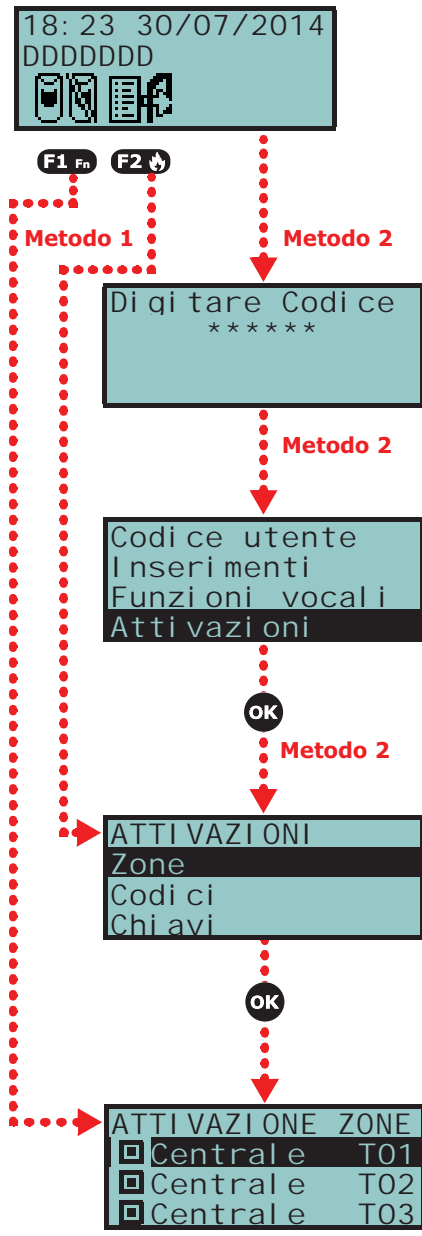 18:23 30/07/2014
DDDDDDD
F1 Fn F2
Metodo 1 Metodo 2
Digitare Codice
******
Metodo 2
Codice utente
Inserimenti
Funzioni vocali
Attivazioni
OK
Metodo 2
ATTIVAZIONI
Zone
Codici
Chiavi
OK
ATTIVAZIONE ZONE
Centrale T01
Centrale T02
Centrale T03